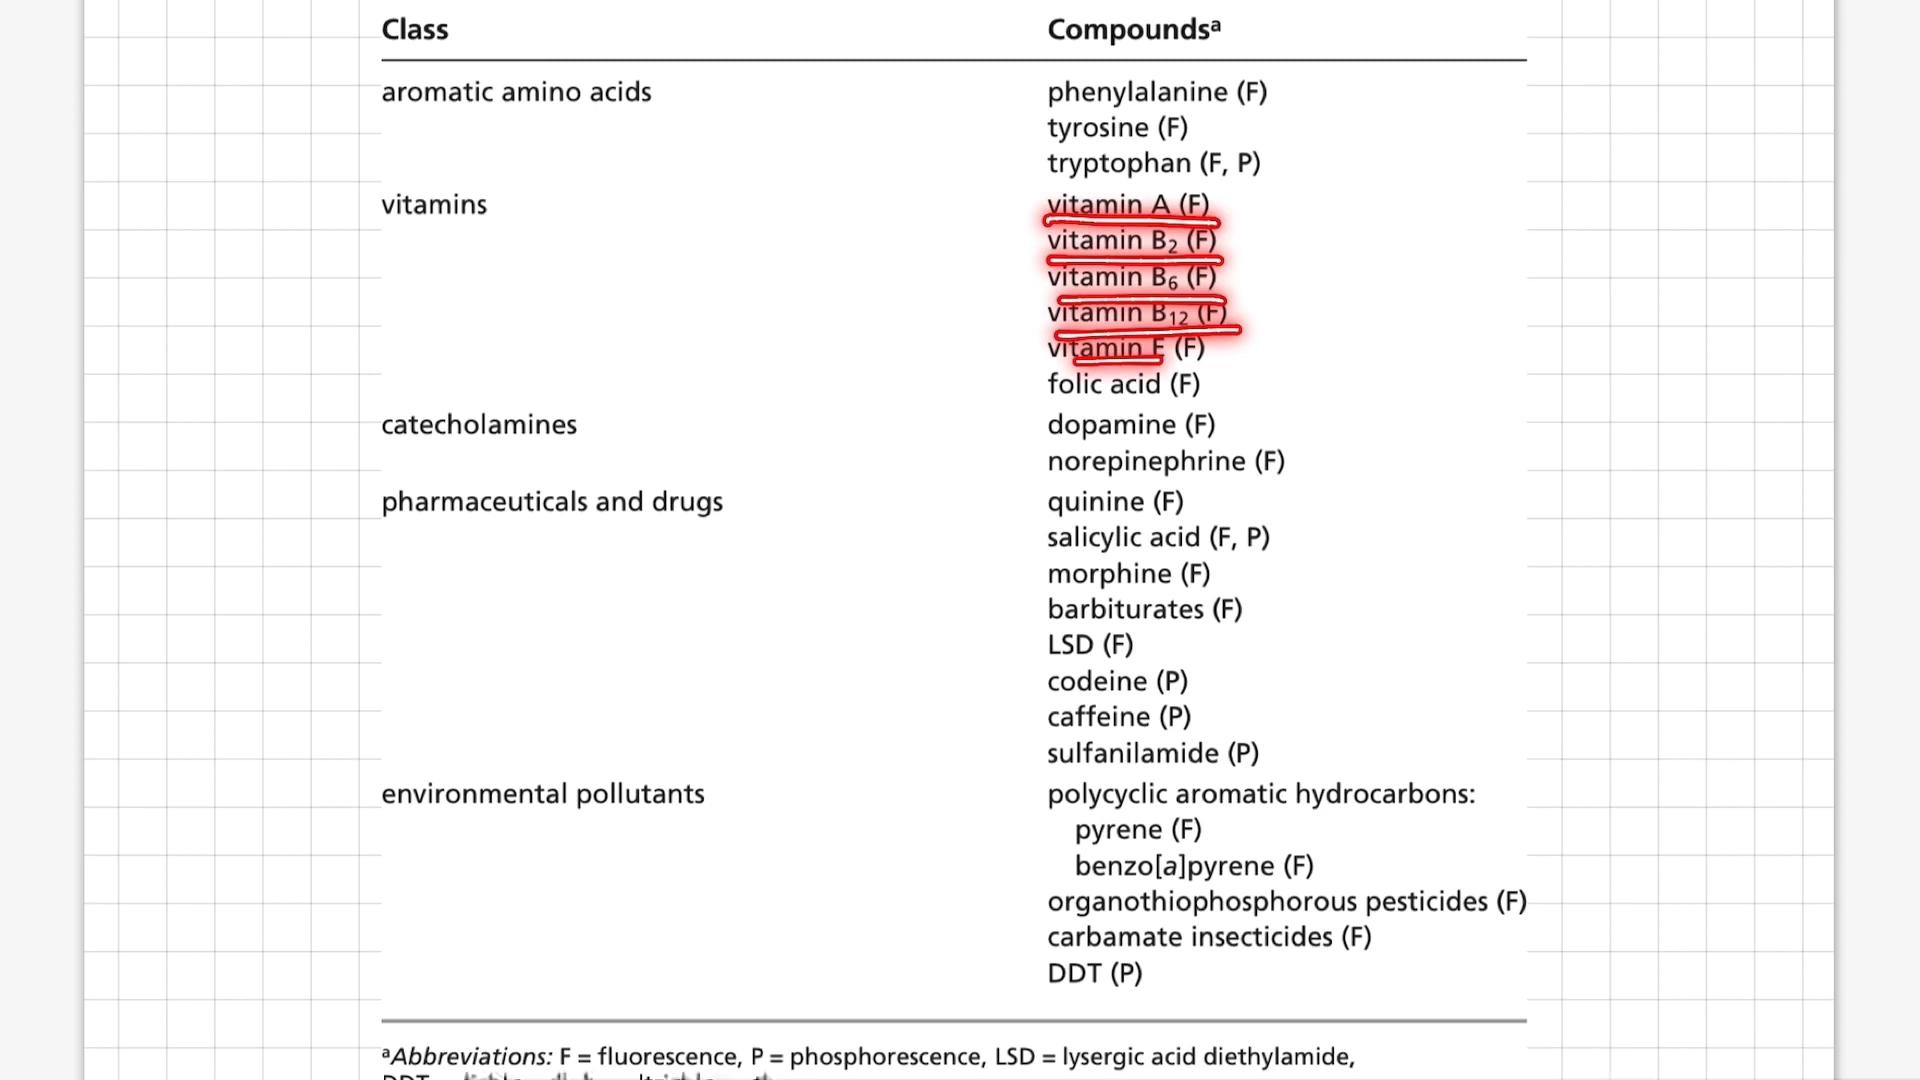 Class Compoundsᵃ
aromatic amino acids phenylalanine (F)
tyrosine (F)
tryptophan (F, P)
vitamins vitamin A (F)
vitamin B₂ (F)
vitamin B₆ (F)
vitamin B₁₂ (F)
vitamin E (F)
folic acid (F)
catecholamines dopamine (F)
norepinephrine (F)
pharmaceuticals and drugs quinine (F)
salicylic acid (F, P)
morphine (F)
barbiturates (F)
LSD (F)
codeine (P)
caffeine (P)
sulfanilamide (P)
environmental pollutants polycyclic aromatic hydrocarbons:
pyrene (F)
benzo[a]pyrene (F)
organothiophosphorous pesticides (F)
carbamate insecticides (F)
DDT (P)
ᵃAbbreviations: F = fluorescence, P = phosphorescence, LSD = lysergic acid diethylamide,